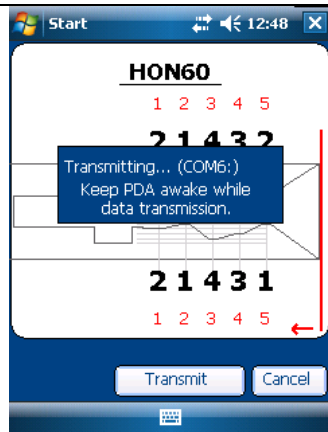 Start 12:48
HON60
1 2 3 4 5
2 1 4 3 2
Transmitting... (COM6:)
Keep PDA awake while
data transmission.
2 1 4 3 1
1 2 3 4 5
Transmit Cancel